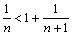 1/n < 1 + 1/(n+1)